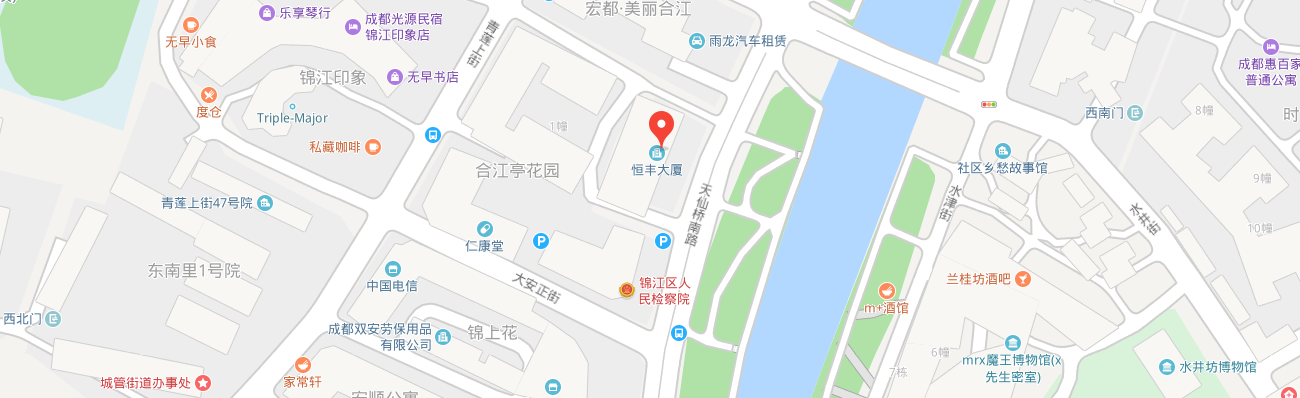 乐享琴行
宏都·美丽合江
无早小食
成都光源民宿
锦江印象店
青莲上街
雨龙汽车租赁
成都惠百家
普通公寓
锦江印象
无早书店
度仓
Triple-Major
1幢
西南门
8幢
时
私藏咖啡
合江亭花园
恒丰大厦
社区乡愁故事馆
9幢
青莲上街47号院
天仙桥南路
水津街
水井街
10幢
仁康堂
P
P
东南里1号院
中国电信
大安正街
锦江区人
民检察院
兰桂坊酒吧
m+酒馆
西北门
成都双安劳保用品
有限公司
锦上花
6幢
7栋
mrx魔王博物馆(x
先生密室)
水井坊博物馆
城管街道办事处
家常轩
安顺公寓